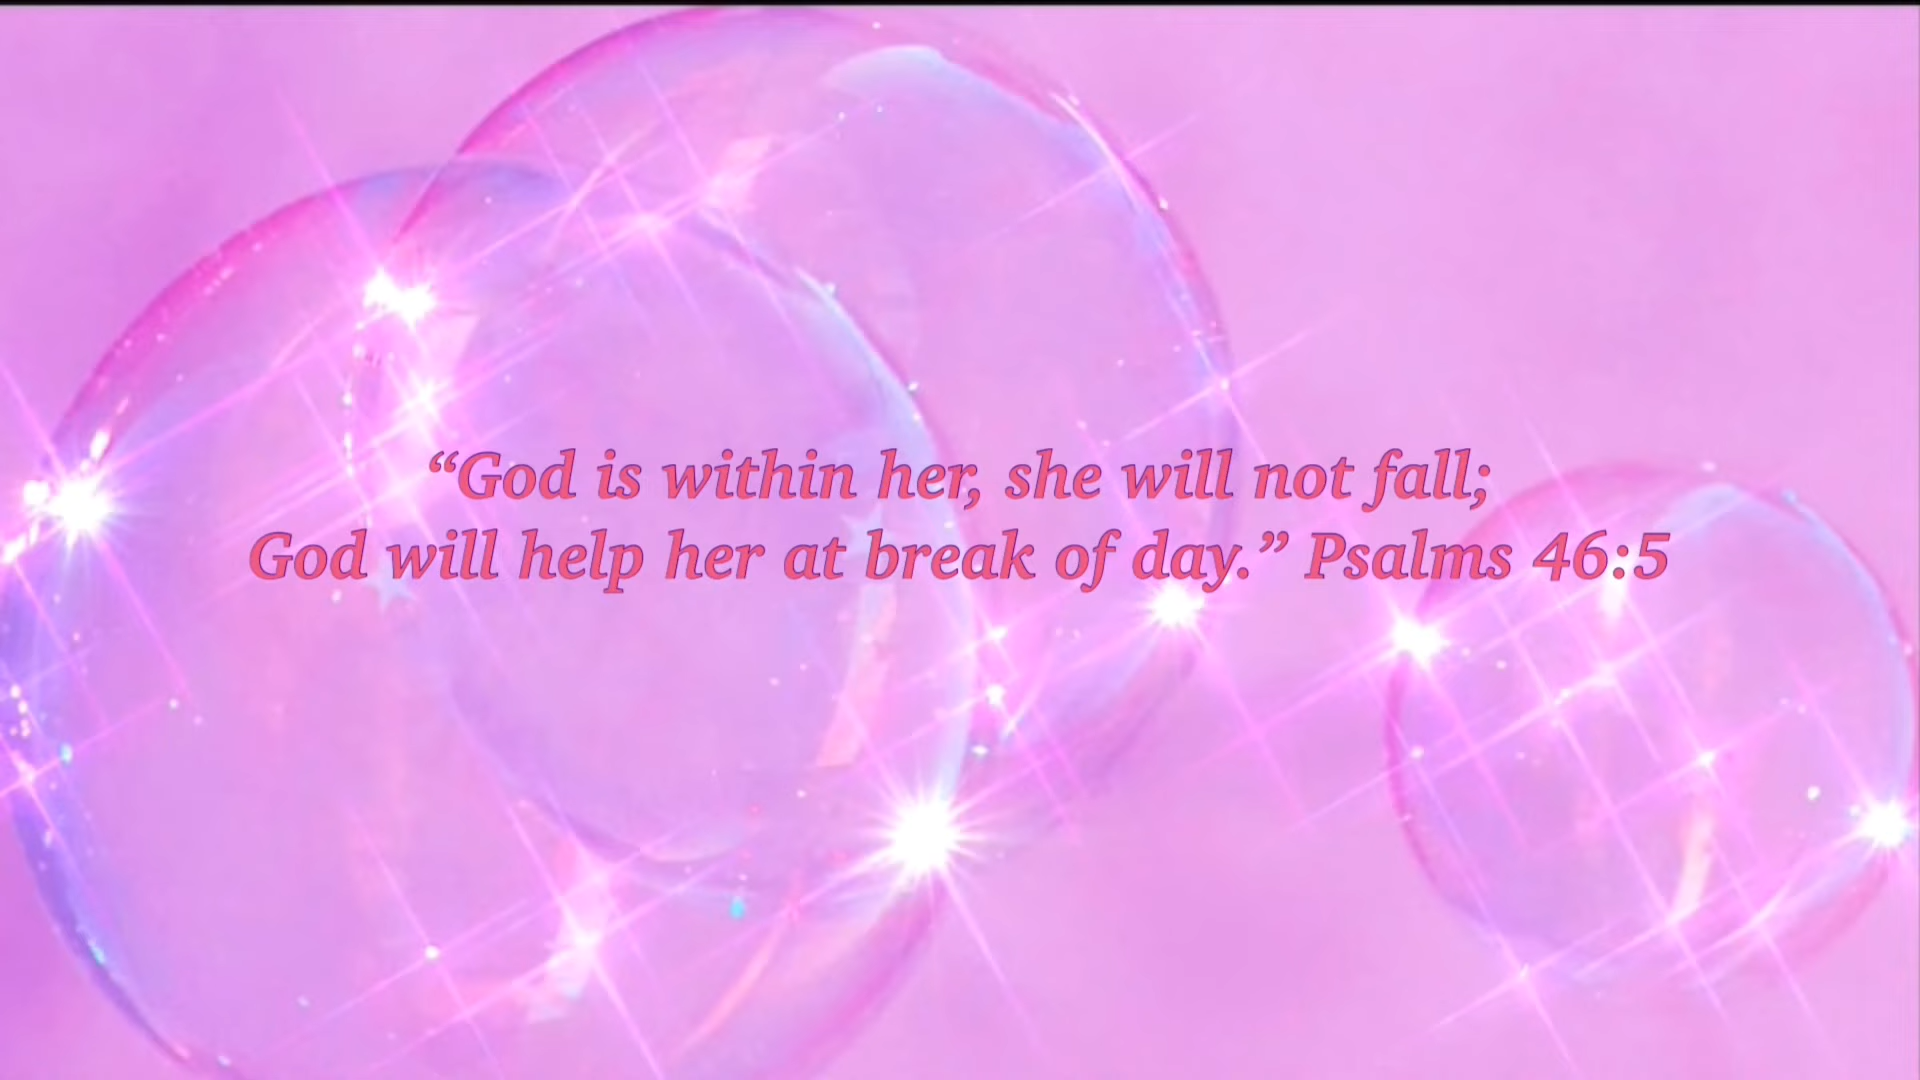 “God is within her, she will not fall;
God will help her at break of day.” Psalms 46:5